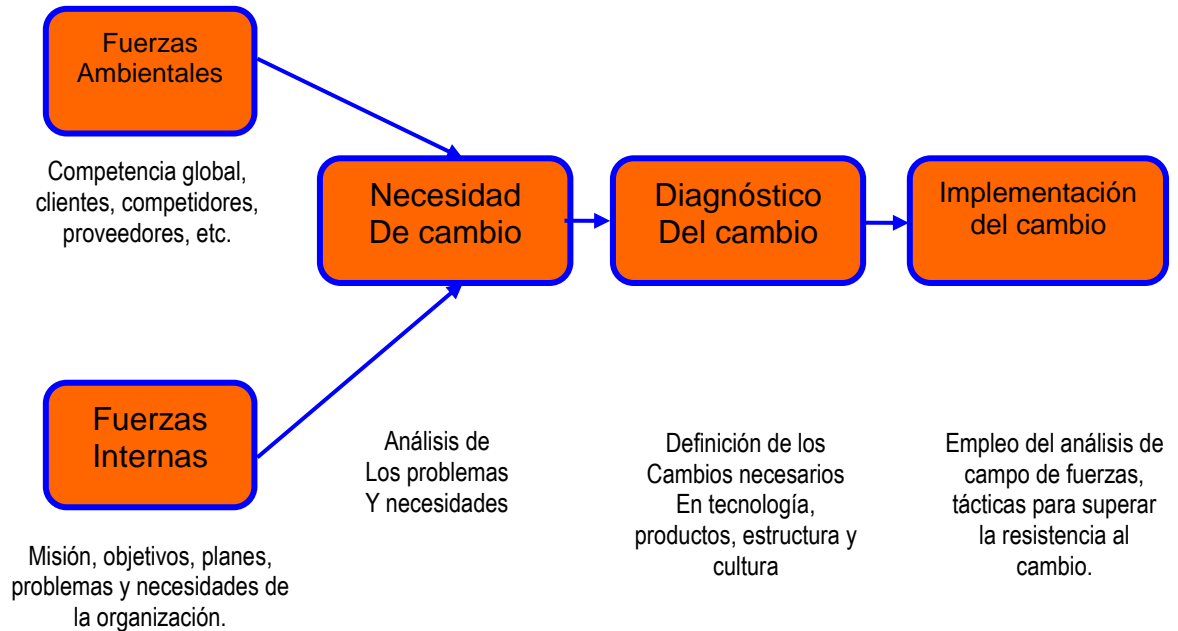 Fuerzas
Ambientales
Competencia global,
clientes, competidores,
proveedores, etc.
Necesidad
De cambio
Diagnóstico
Del cambio
Implementación
del cambio
Fuerzas
Internas
Misión, objetivos, planes,
problemas y necesidades de
la organización.
Análisis de
Los problemas
Y necesidades
Definición de los
Cambios necesarios
En tecnología,
productos, estructura y
cultura
Empleo del análisis de
campo de fuerzas,
tácticas para superar
la resistencia al
cambio.